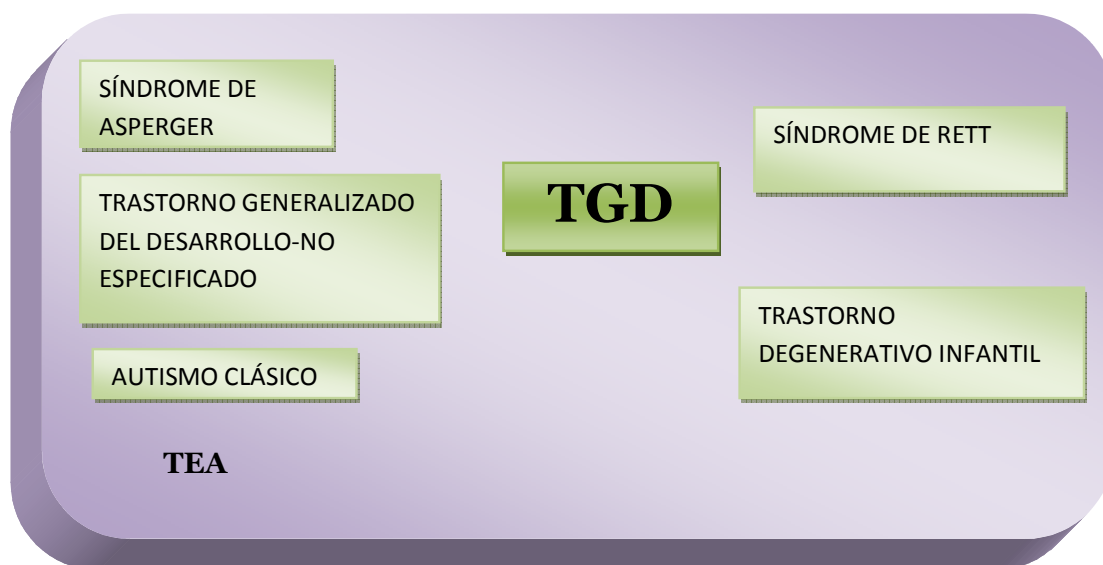 SÍNDROME DE
ASPERGER
TRASTORNO GENERALIZADO
DEL DESARROLLO-NO
ESPECIFICADO
AUTISMO CLÁSICO
TEA
TGD
SÍNDROME DE RETT
TRASTORNO
DEGENERATIVO INFANTIL